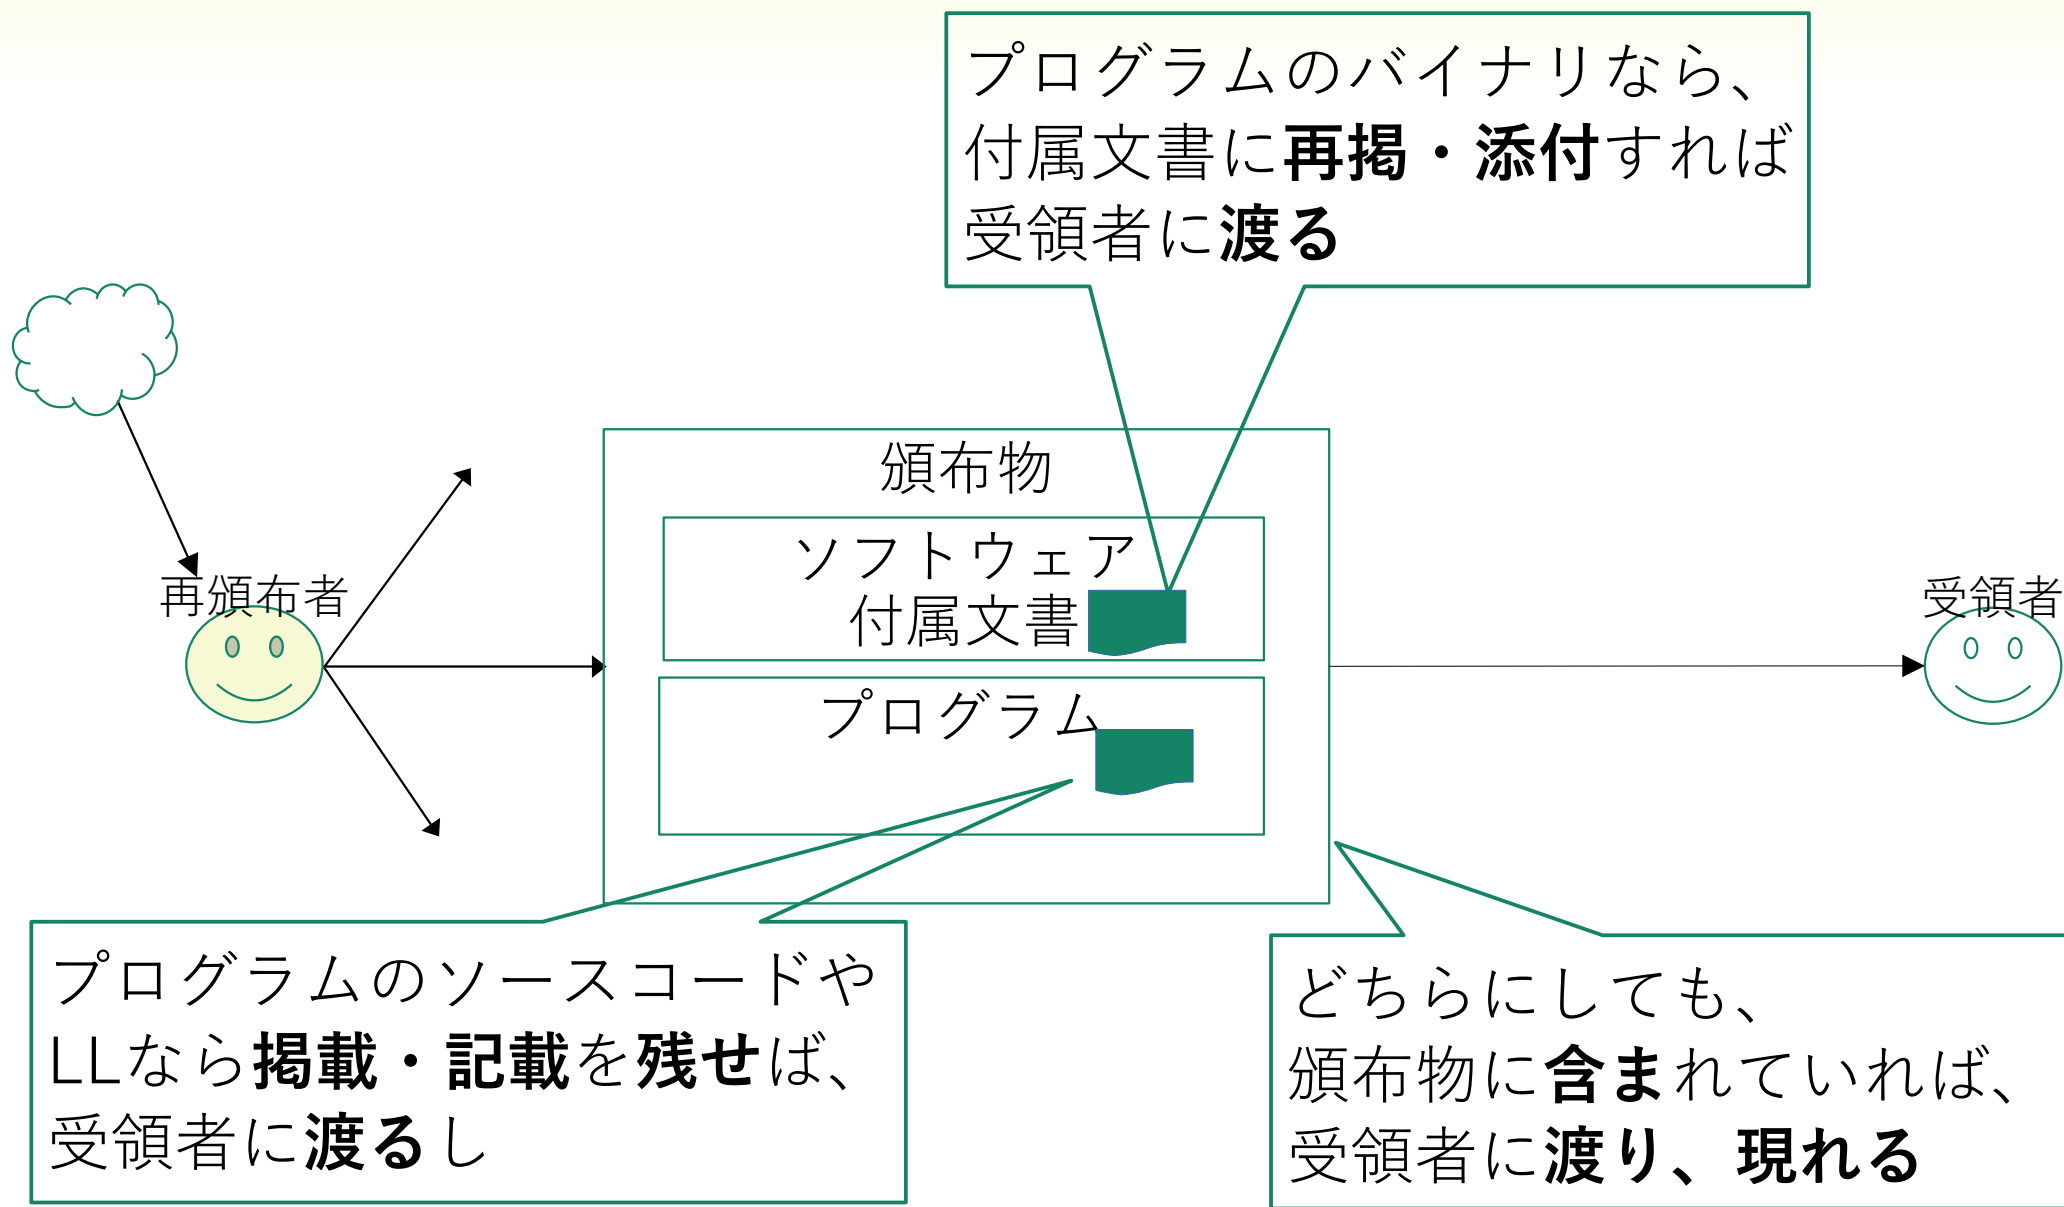 プログラムのバイナリなら、
付属文書に再掲・添付すれば
受領者に渡る
頒布物
ソフトウェア
付属文書
再頒布者
受領者
プログラム
プログラムのソースコードや
LLなら掲載・記載を残せば、
受領者に渡るし
どちらにしても、
頒布物に含まれていれば、
受領者に渡り、現れる